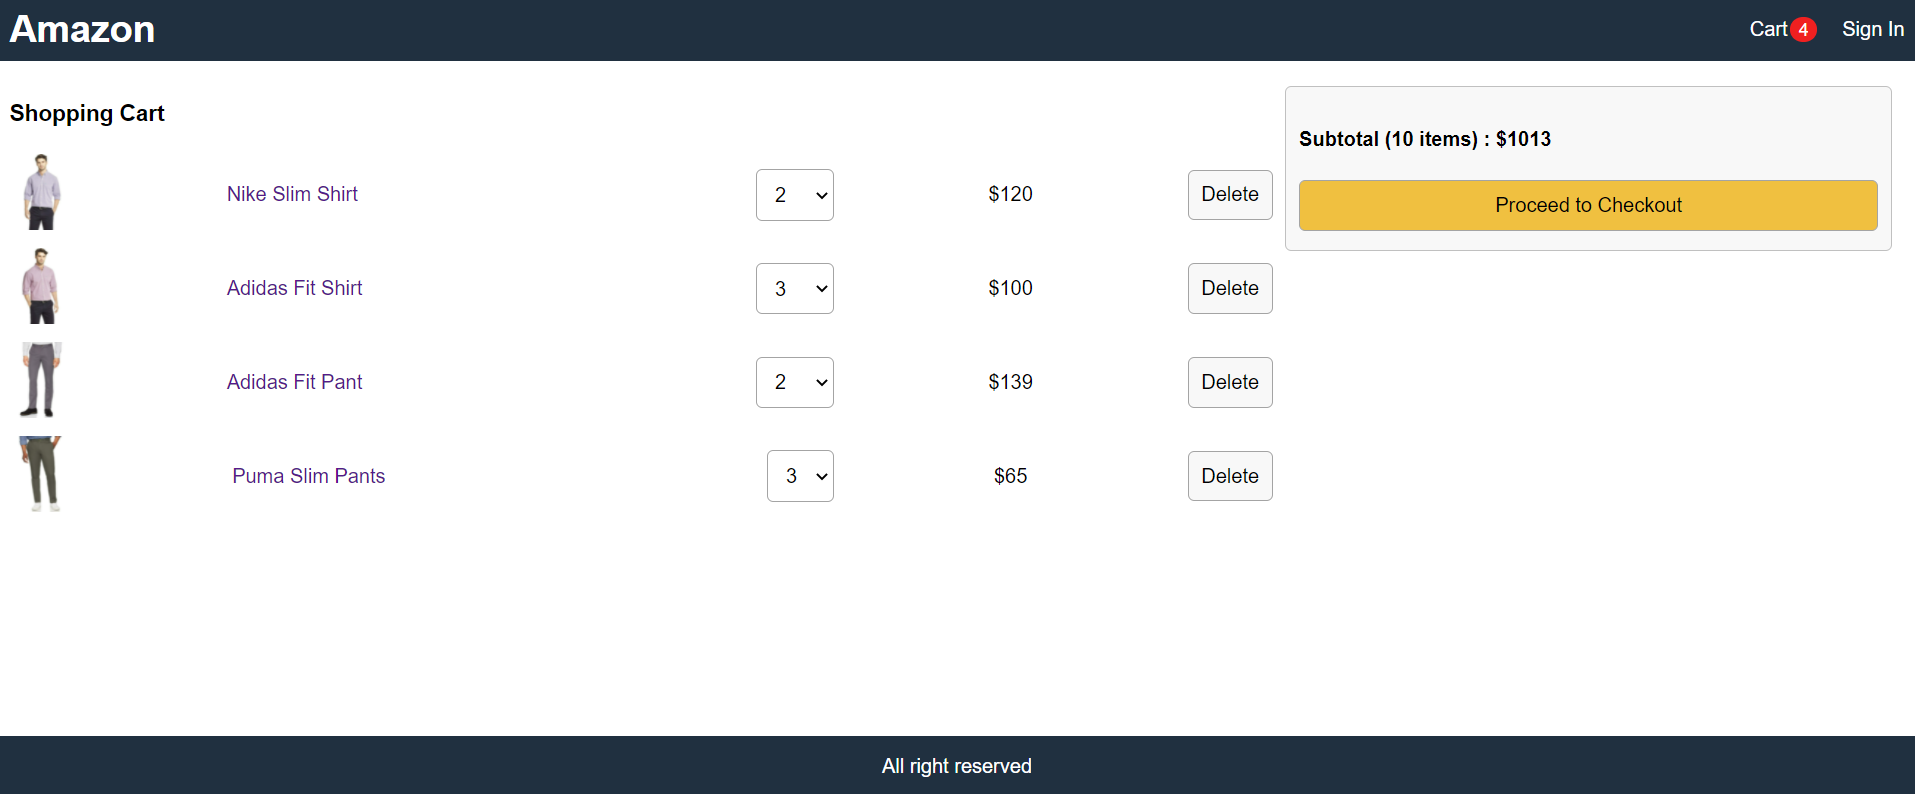 Amazon
Cart 4 Sign In
Shopping Cart
Subtotal (10 items) : $1013
Proceed to Checkout
Nike Slim Shirt 2 $120 Delete
Adidas Fit Shirt 3 $100 Delete
Adidas Fit Pant 2 $139 Delete
Puma Slim Pants 3 $65 Delete
All right reserved